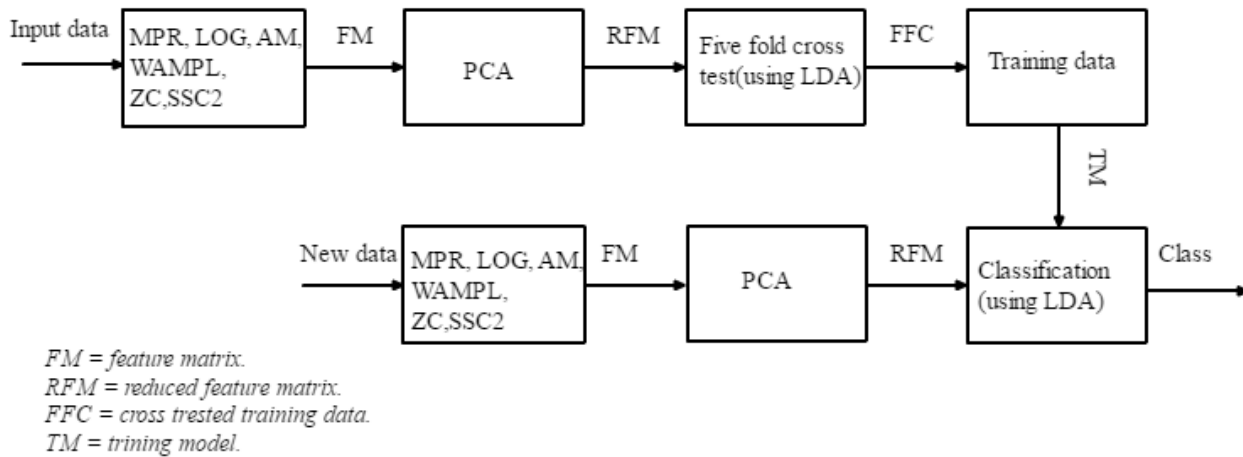 Input data
MPR, LOG, AM,
WAMPL,
ZC,SSC2
FM
PCA
RFM
Five fold cross
test(using LDA)
FFC
Training data
TM
New data
MPR, LOG, AM,
WAMPL,
ZC,SSC2
FM
PCA
RFM
Classification
(using LDA)
Class
FM = feature matrix.
RFM = reduced feature matrix.
FFC = cross trested training data.
TM = trining model.